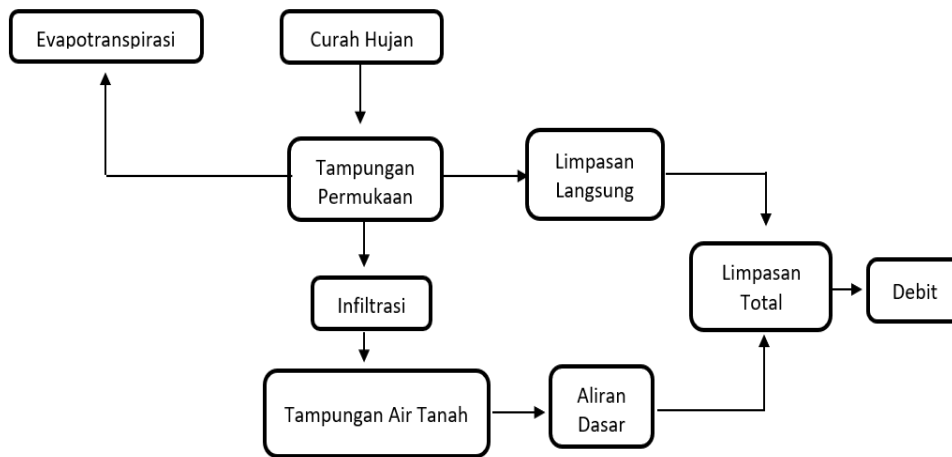 Evapotranspirasi
Curah Hujan
Tampungan
Permukaan
Limpasan
Langsung
Infiltrasi
Limpasan
Total
Debit
Tampungan Air Tanah
Aliran
Dasar